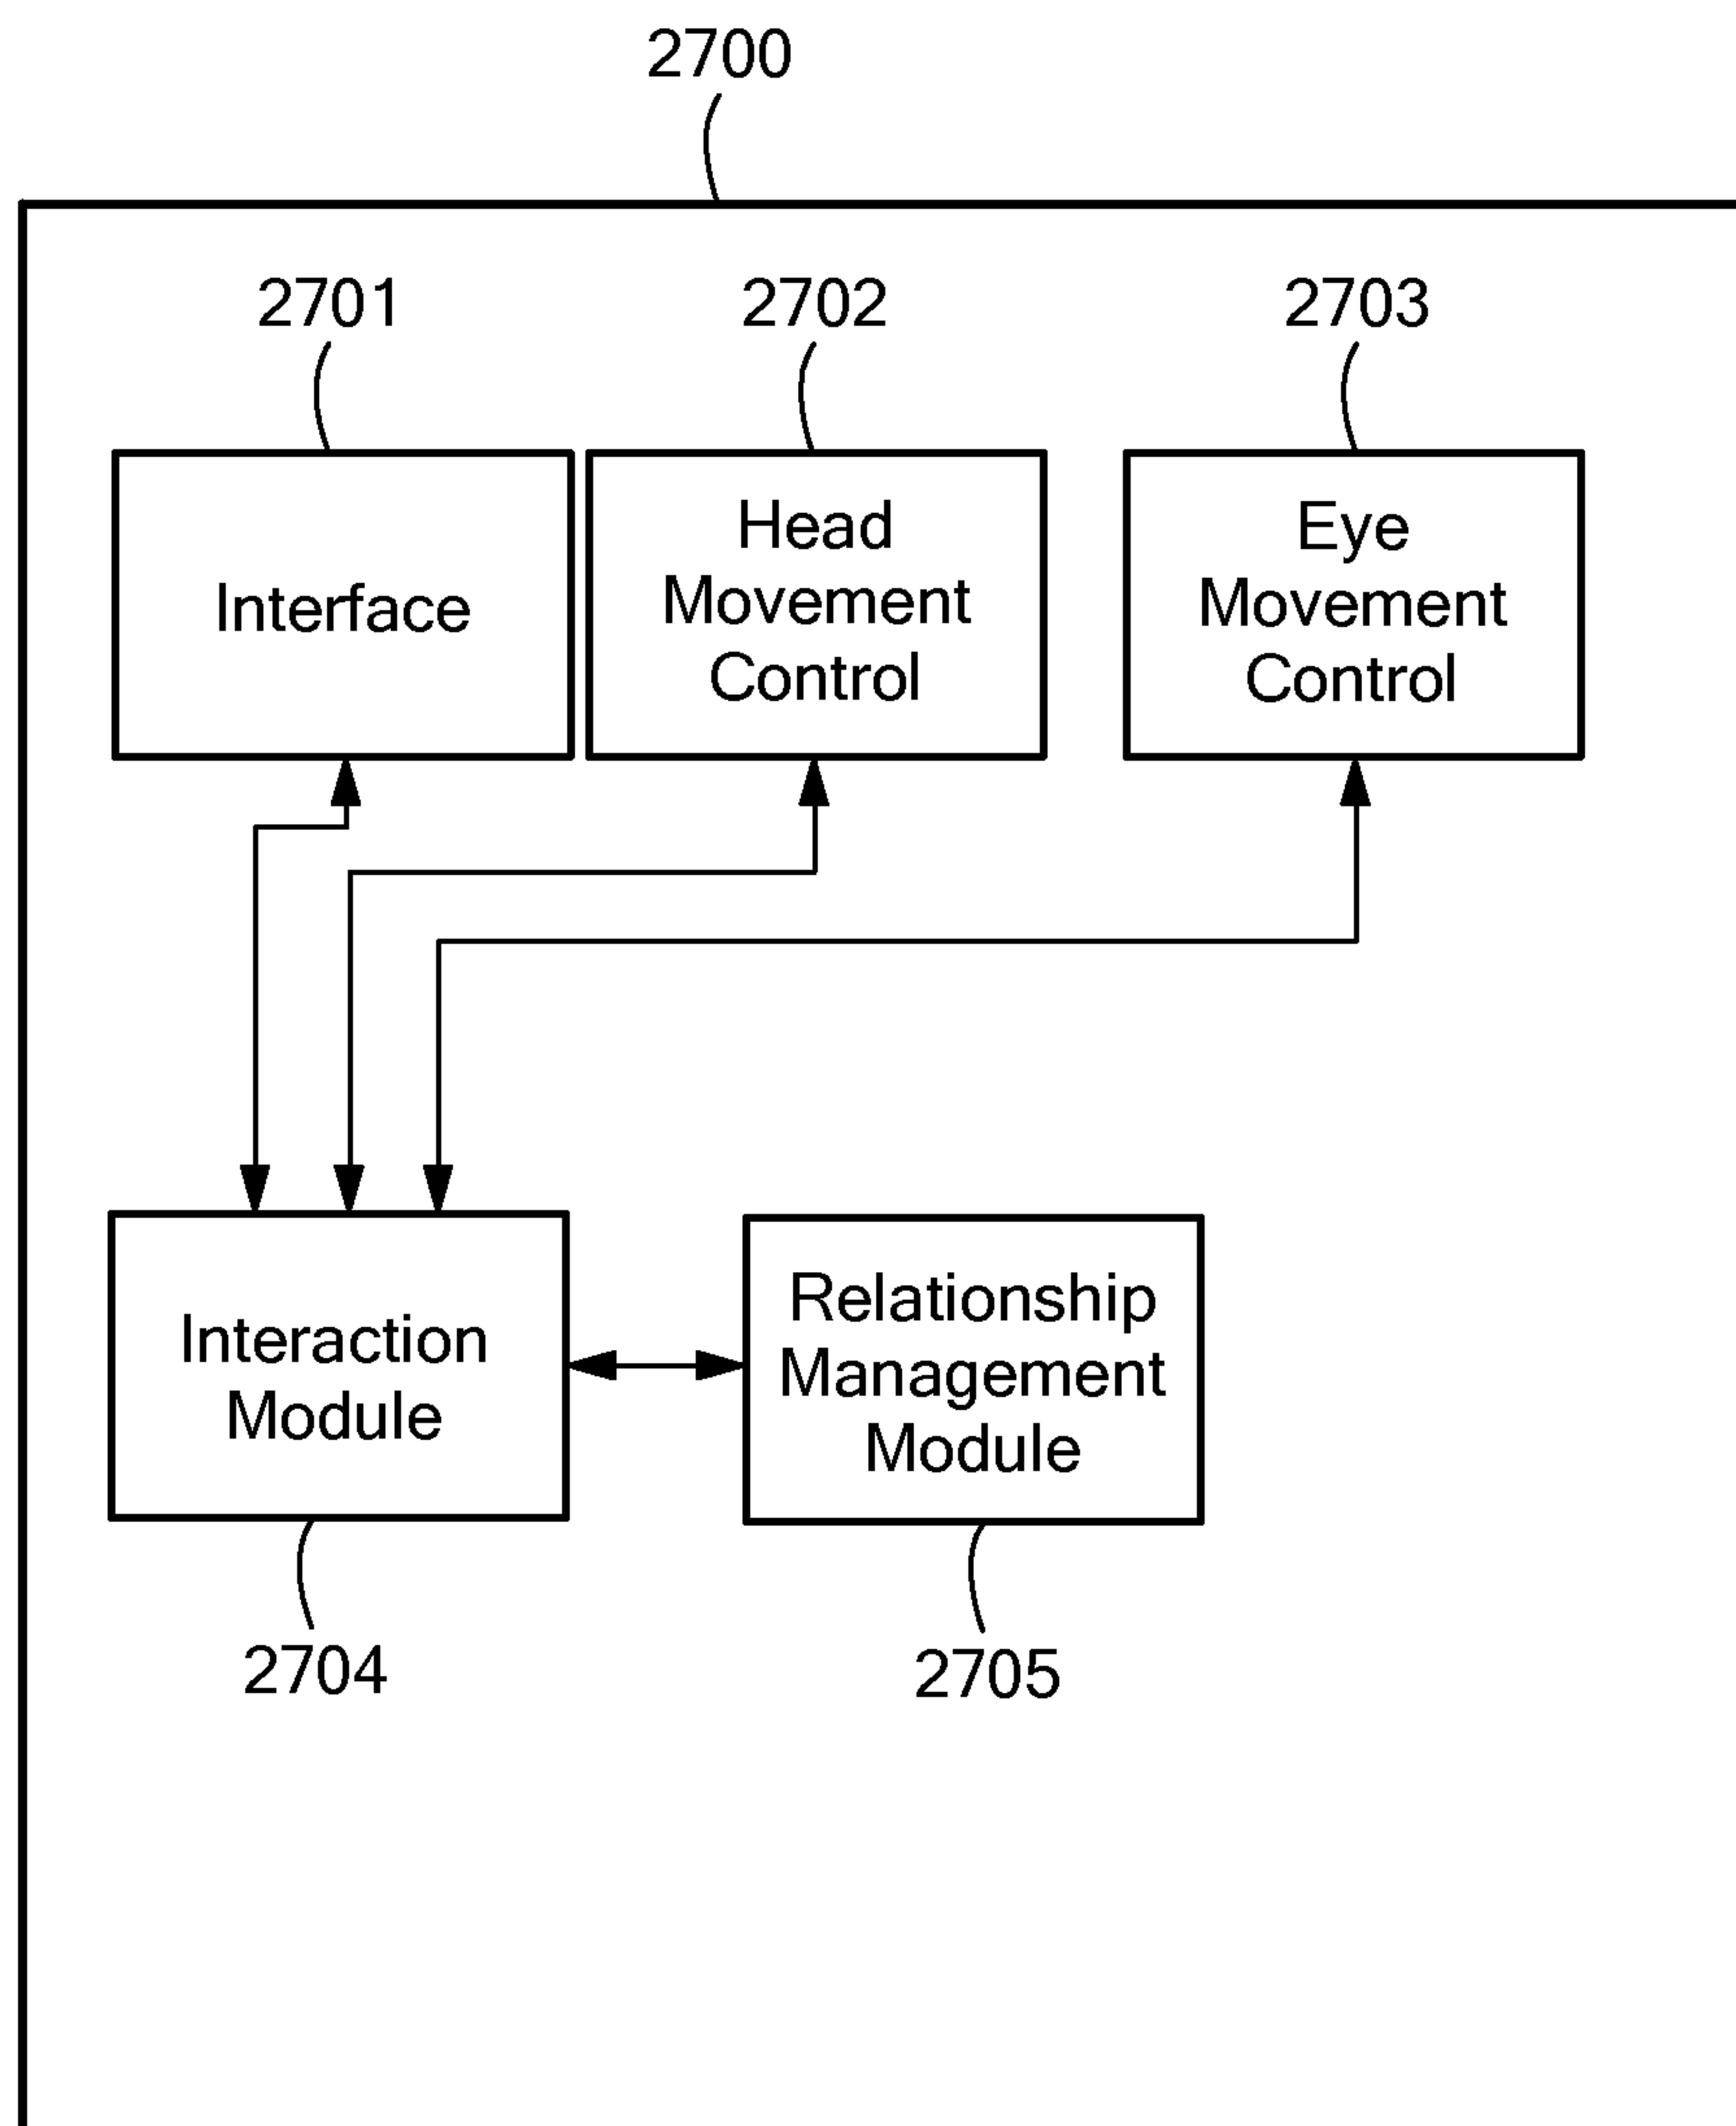 2700
2701
2702
2703
Interface
Head
Movement
Control
Eye
Movement
Control
Interaction
Module
Relationship
Management
Module
2704
2705